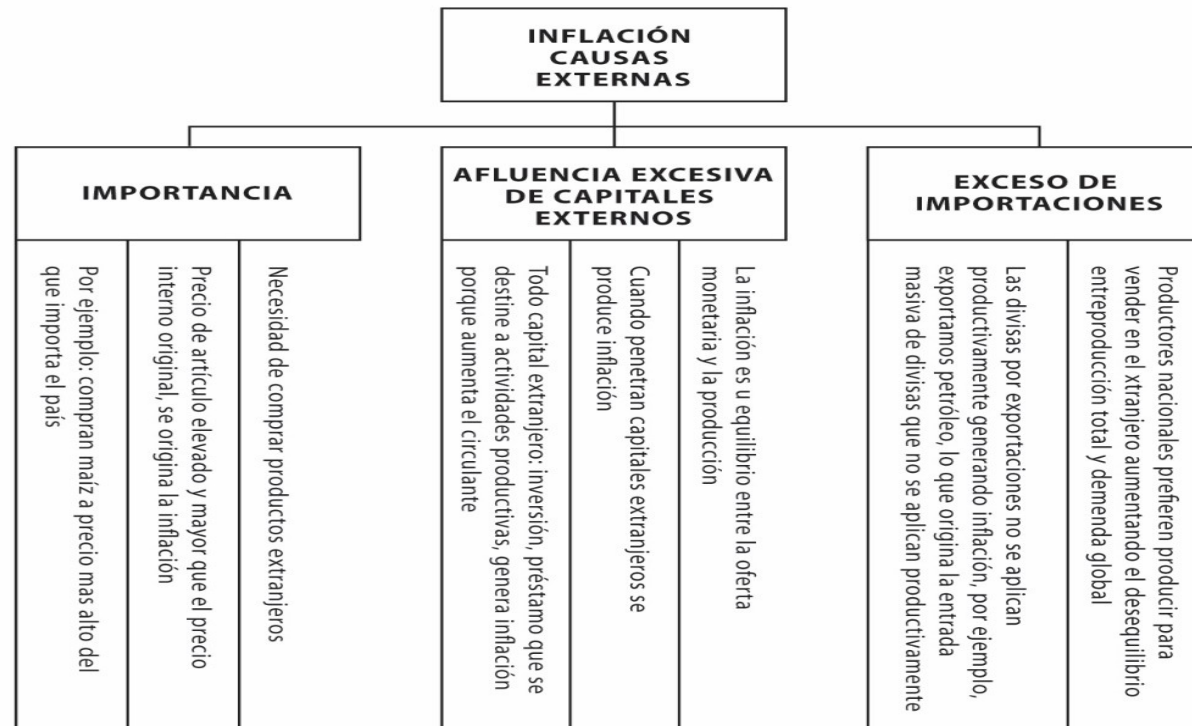 INFLACIÓN
CAUSAS
EXTERNAS
IMPORTANCIA
Necesidad de comprar productos extranjeros
Precio de artículo elevado y mayor que el precio
interno original, se origina la inflación
Por ejemplo: compran maíz a precio mas alto del
que importa el país
AFLUENCIA EXCESIVA
DE CAPITALES
EXTERNOS
La inflación es u equilibrio entre la oferta
monetaria y la producción
Cuando penetran capitales extranjeros se
produce inflación
Todo capital extranjero: inversión, préstamo que se
destine a actividades productivas, genera inflación
porque aumenta el circulante
EXCESO DE
IMPORTACIONES
Productores nacionales prefieren producir para
vender en el xtranjero aumentando el desequilibrio
entreproducción total y demenda global
Las divisas por exportaciones no se aplican
productivamente generando inflación, por ejemplo,
exportamos petróleo, lo que origina la entrada
masiva de divisas que no se aplican productivamente